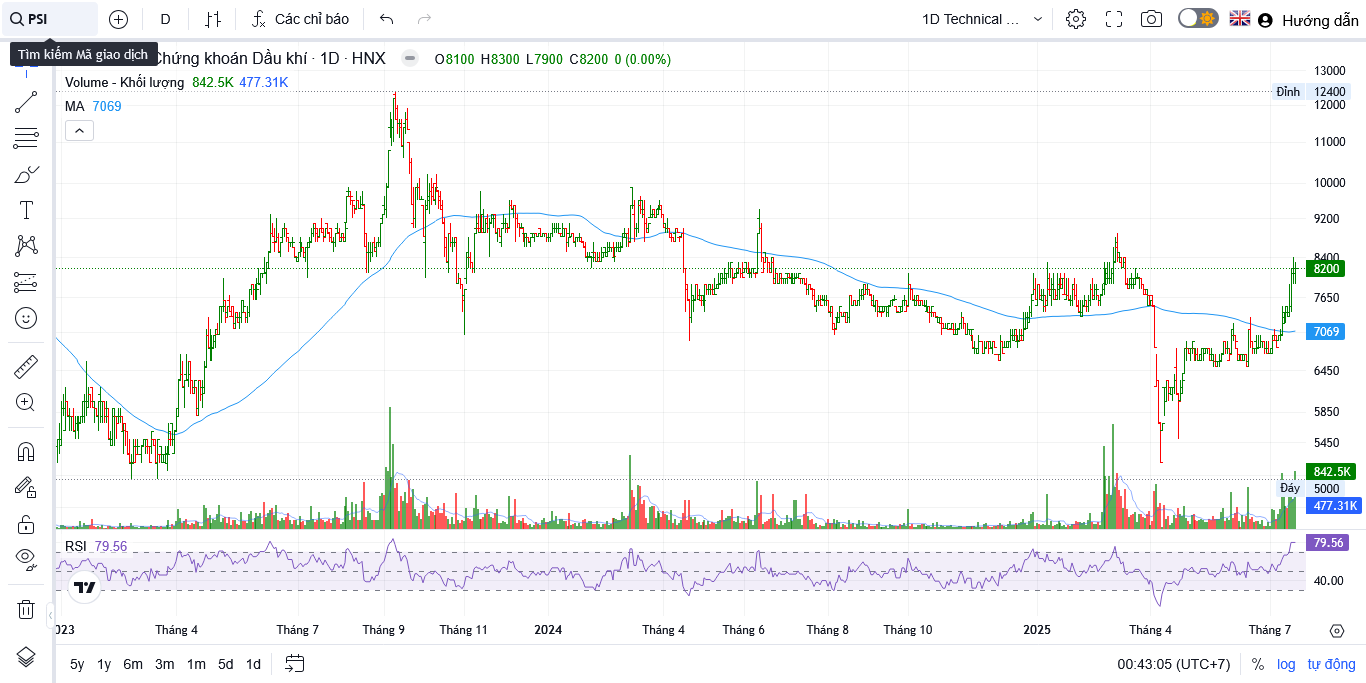 PSI D Các chỉ báo 1D Technical ... Hướng dẫn
Tìm kiếm Mã giao dịch
Chứng khoán Dầu khí · 1D · HNX O8100 H8300 L7900 C8200 0 (0.00%)
Volume - Khối lượng 842.5K 477.31K
MA 7069
13000
Đỉnh 12400
12000
11000
10000
9200
8400
8200
7650
7069
6450
5850
5450
842.5K
Đáy 5000
477.31K
RSI 79.56
79.56
40.00
023 Tháng 4 Tháng 7 Tháng 9 Tháng 11 2024 Tháng 4 Tháng 6 Tháng 8 Tháng 10 2025 Tháng 4 Tháng 7
5y 1y 6m 3m 1m 5d 1d 00:43:05 (UTC+7) % log tự động